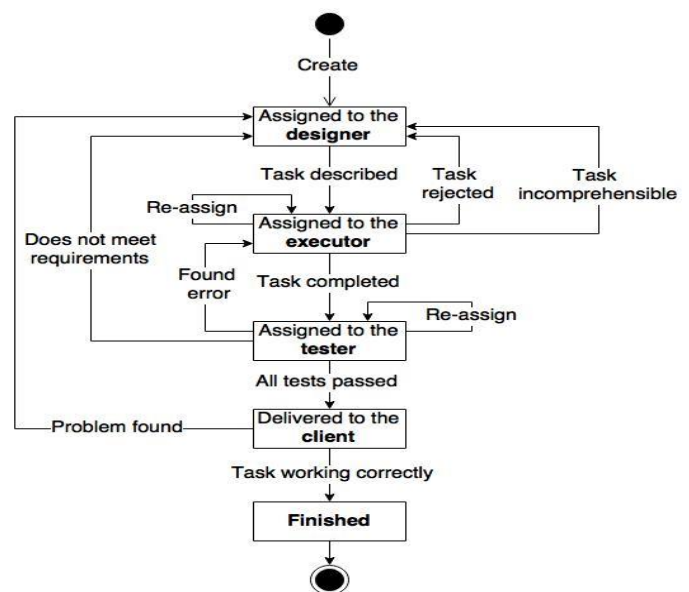 Create
Assigned to the
designer
Task described
Task
rejected
Task
incomprehensible
Re-assign
Assigned to the
executor
Does not meet
requirements
Found
error
Task completed
Re-assign
Assigned to the
tester
All tests passed
Delivered to the
client
Problem found
Task working correctly
Finished